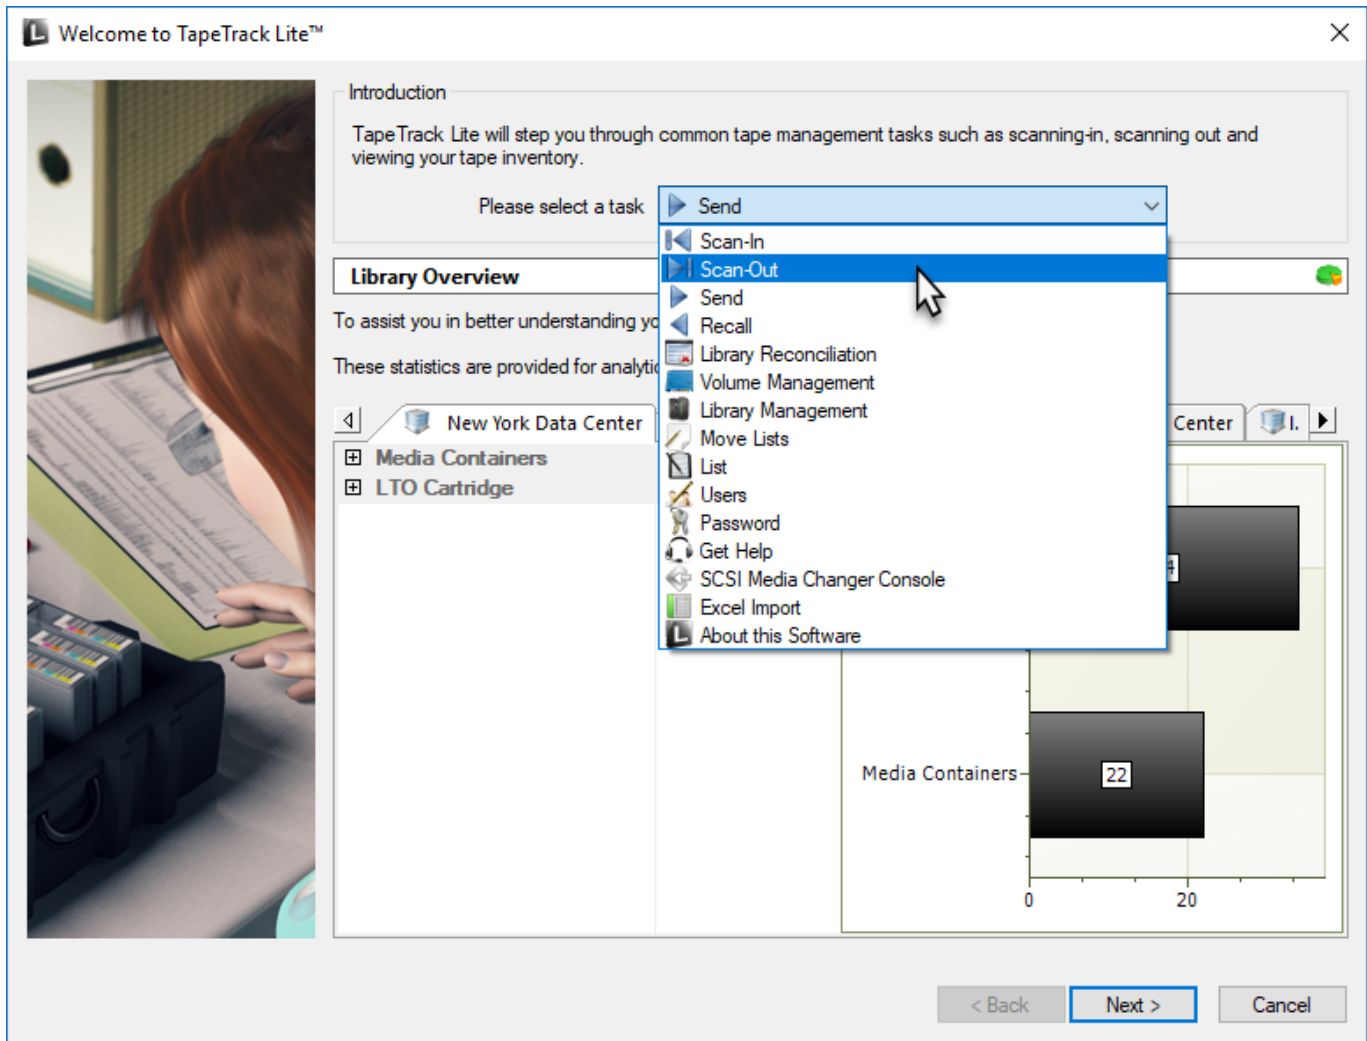 Welcome to TapeTrack Lite™
Introduction
TapeTrack Lite will step you through common tape management tasks such as scanning-in, scanning out and
viewing your tape inventory.
Please select a task
Send
Scan-In
Scan-Out
Send
Recall
Library Reconciliation
Volume Management
Library Management
Move Lists
List
Users
Password
Get Help
SCSI Media Changer Console
Excel Import
About this Software
Library Overview
To assist you in better understanding
These statistics are provided for
New York Data Center
Center
Media Containers
LTO Cartridge
4
Media Containers
22
0
20
< Back
Next >
Cancel